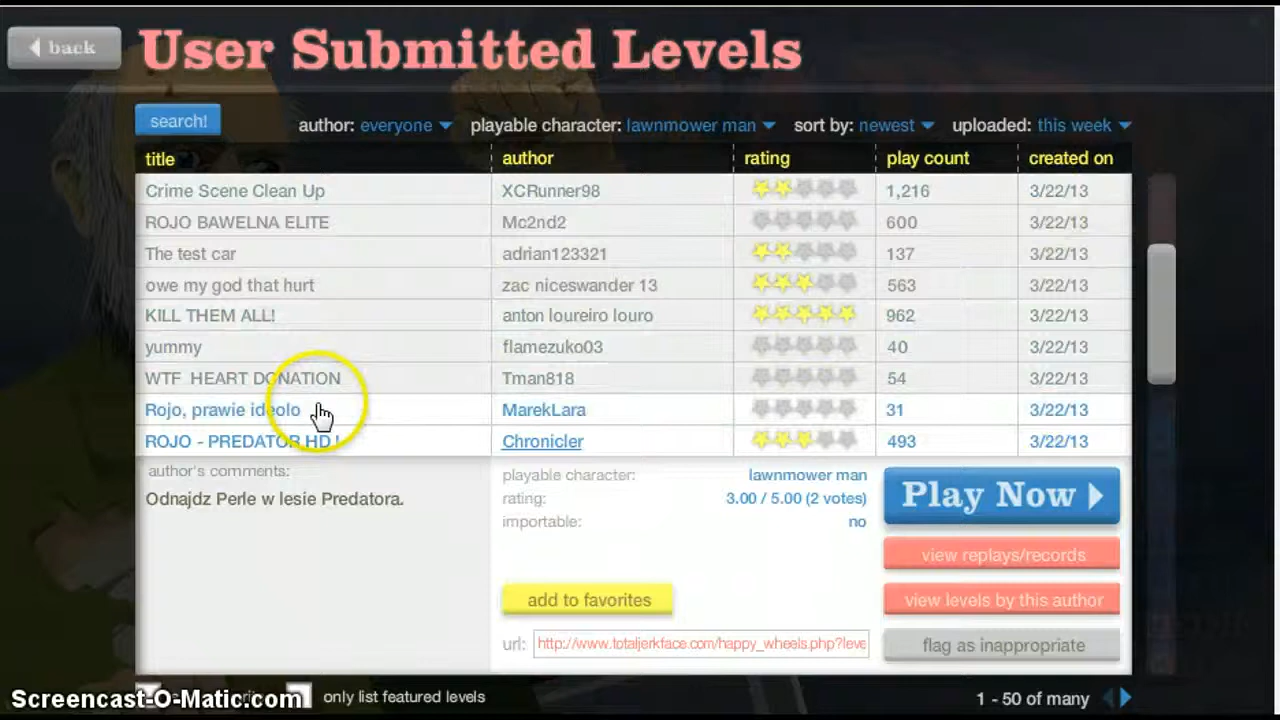 back
User Submitted Levels
search!
author: everyone playable character: lawnmower man sort by: newest uploaded: this week
title author rating play count created on
Crime Scene Clean Up XCRunner98 1,216 3/22/13
ROJO BAWELNA ELITE Mc2nd2 600 3/22/13
The test car adrian123321 137 3/22/13
owe my god that hurt zac niceswander 13 563 3/22/13
KILL THEM ALL! anton loureiro louro 962 3/22/13
yummy flamezuko03 40 3/22/13
WTF HEART DONATION Tman818 54 3/22/13
Rojo, prawie ideolo MarekLara 31 3/22/13
ROJO - PREDATOR HD ! Chronicler 493 3/22/13
author's comments:
Odnajdz Perle w lesie Predatora.
playable character: lawnmower man
rating: 3.00 / 5.00 (2 votes)
importable: no
add to favorites
url: http://www.totaljerkface.com/happy_wheels.php?leve
Play Now
view replays/records
view levels by this author
flag as inappropriate
only list featured levels
1 - 50 of many
Screencast-O-Matic.com